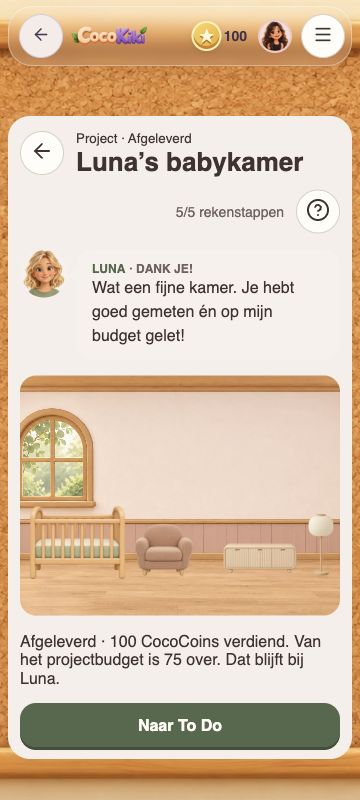 CocoKiki
100
Project · Afgeleverd
Luna’s babykamer
5/5 rekenstappen
LUNA · DANK JE!
Wat een fijne kamer. Je hebt
goed gemeten én op mijn
budget gelet!
Afgeleverd · 100 CocoCoins verdiend. Van
het projectbudget is 75 over. Dat blijft bij
Luna.
Naar To Do